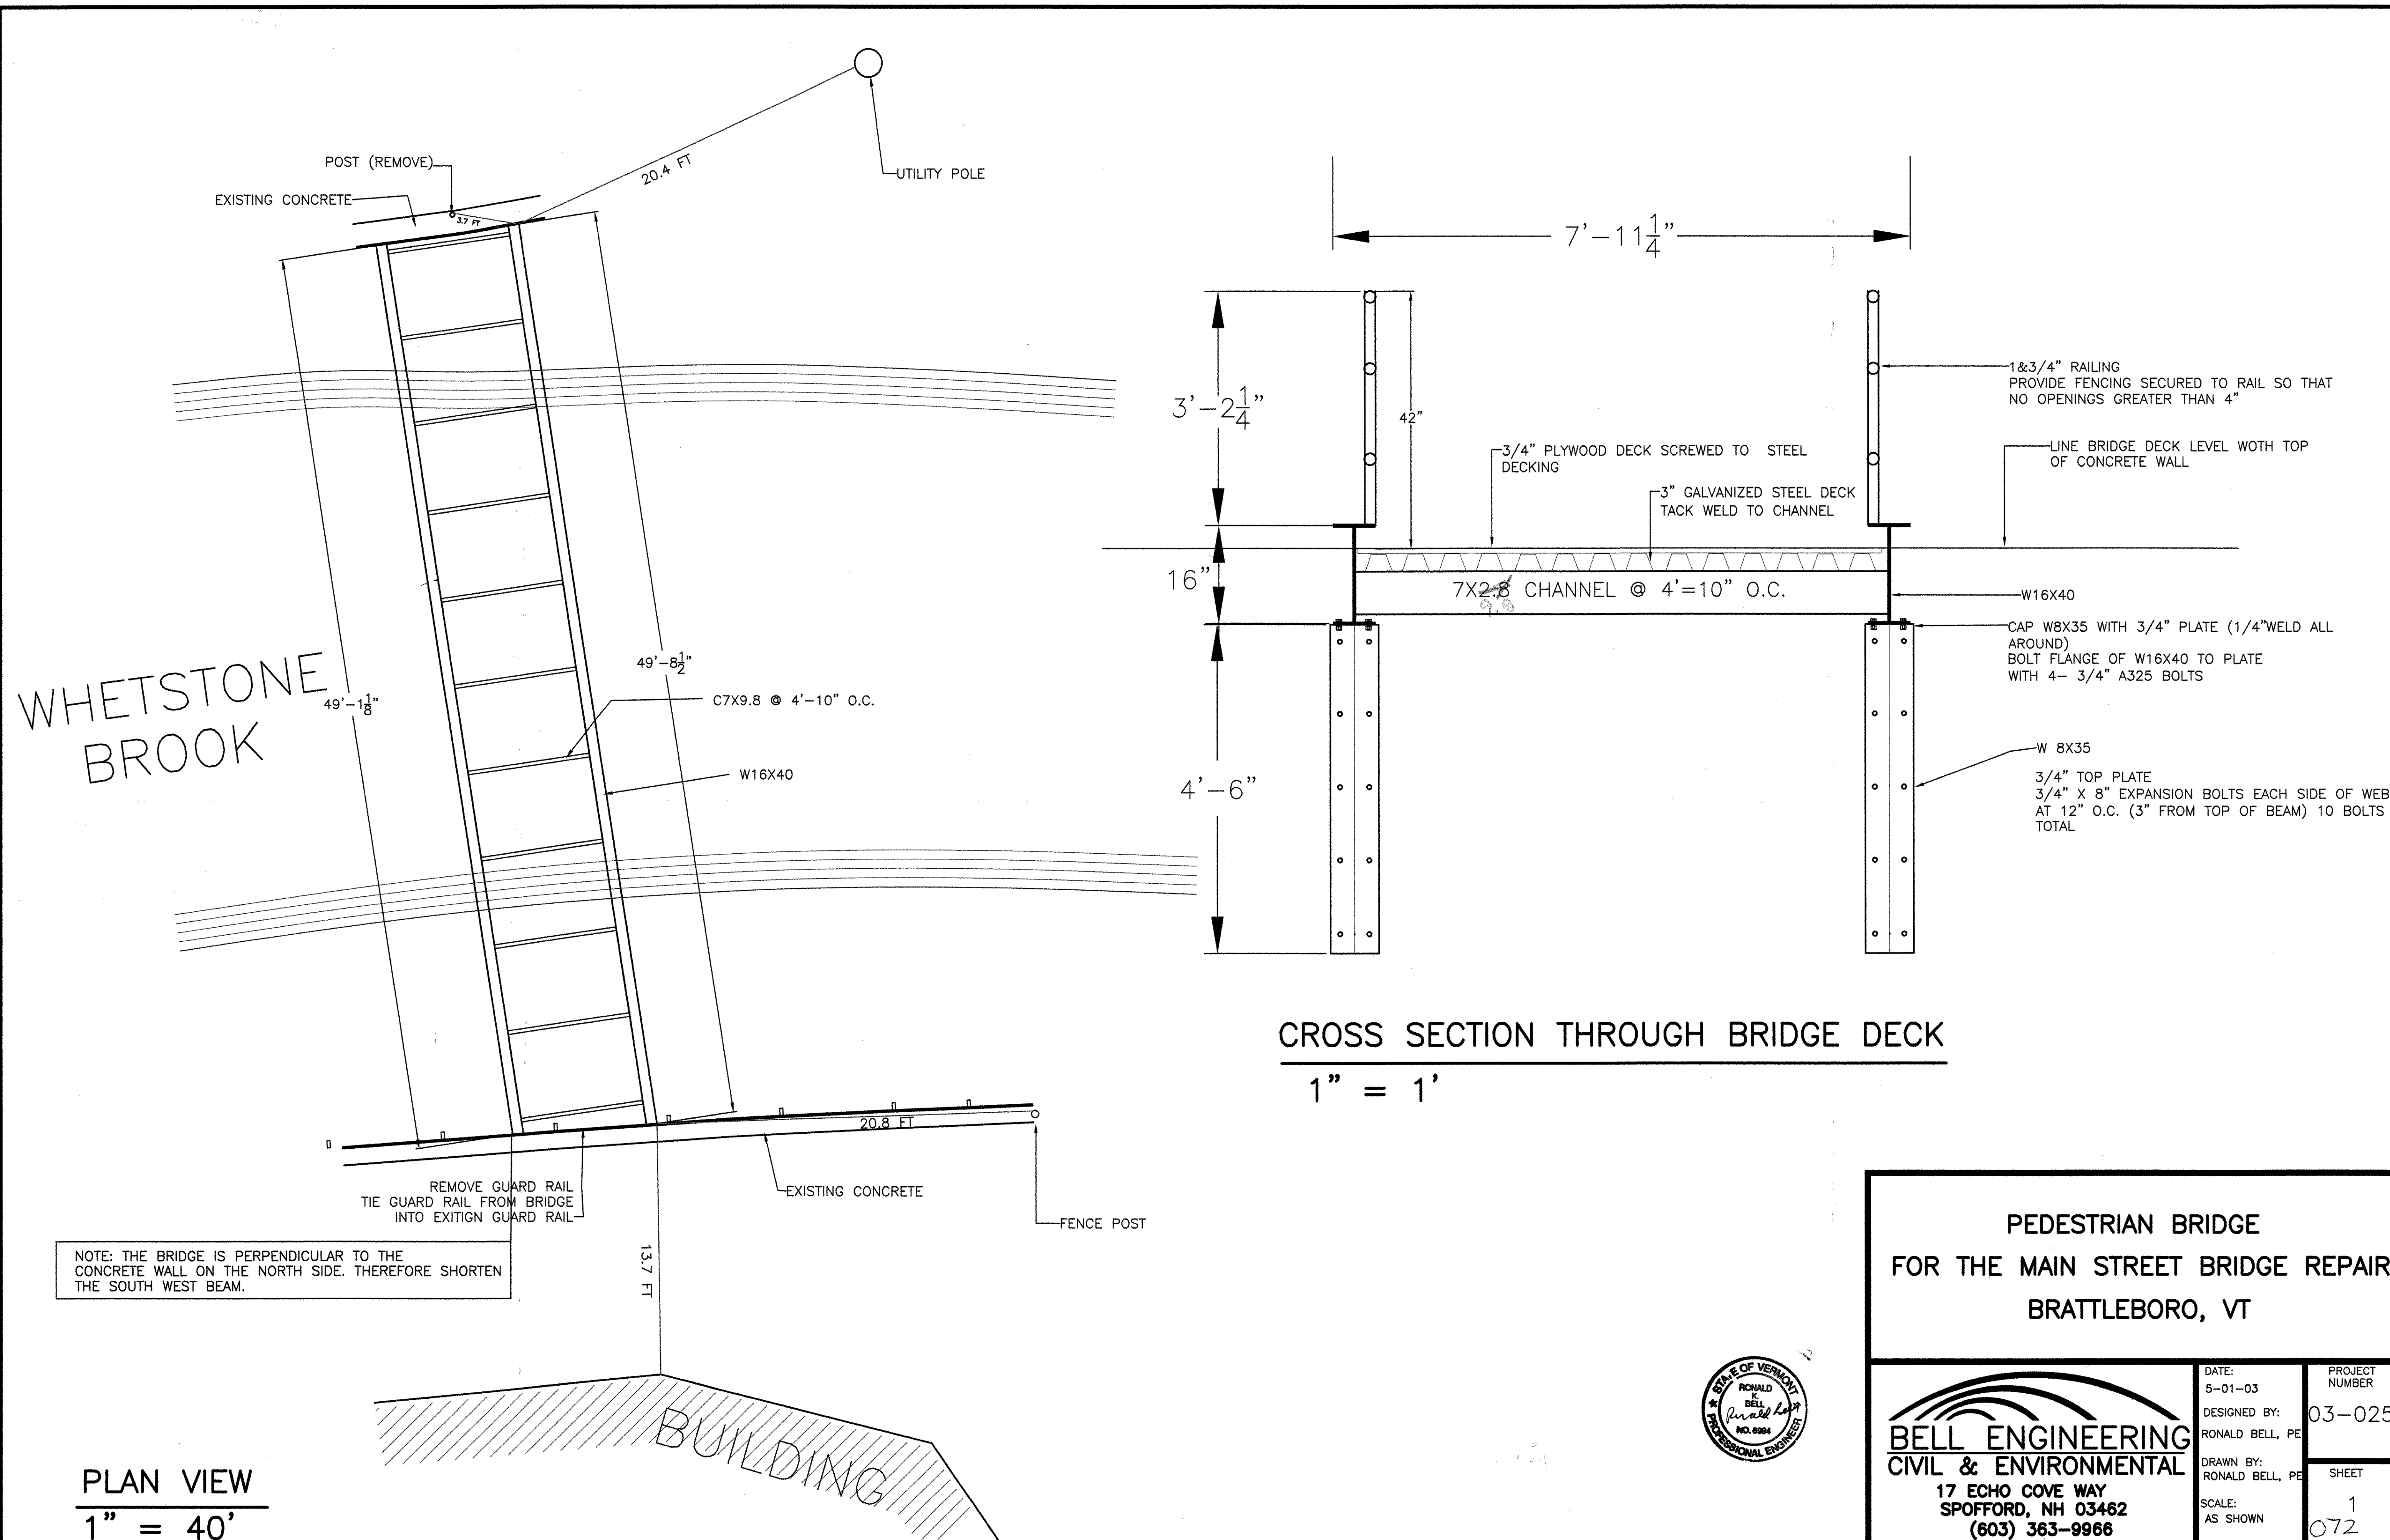 POST (REMOVE)
EXISTING CONCRETE
3.7 FT
20.4 FT
UTILITY POLE
WHETSTONE
BROOK
49'-1 1/8"
49'-8 1/2"
C7X9.8 @ 4'-10" O.C.
W16X40
20.8 FT
REMOVE GUARD RAIL
TIE GUARD RAIL FROM BRIDGE
INTO EXITIGN GUARD RAIL
EXISTING CONCRETE
FENCE POST
NOTE: THE BRIDGE IS PERPENDICULAR TO THE
CONCRETE WALL ON THE NORTH SIDE. THEREFORE SHORTEN
THE SOUTH WEST BEAM.
13.7 FT
BUILDING
PLAN VIEW
1" = 40'
7'-11 1/4"
3'-2 1/4"
42"
16"
4'-6"
3/4" PLYWOOD DECK SCREWED TO STEEL
DECKING
3" GALVANIZED STEEL DECK
TACK WELD TO CHANNEL
7X2.8 CHANNEL @ 4'=10" O.C.
9.8
1&3/4" RAILING
PROVIDE FENCING SECURED TO RAIL SO THAT
NO OPENINGS GREATER THAN 4"
LINE BRIDGE DECK LEVEL WOTH TOP
OF CONCRETE WALL
W16X40
CAP W8X35 WITH 3/4" PLATE (1/4"WELD ALL
AROUND)
BOLT FLANGE OF W16X40 TO PLATE
WITH 4- 3/4" A325 BOLTS
W 8X35
3/4" TOP PLATE
3/4" X 8" EXPANSION BOLTS EACH SIDE OF WEB
AT 12" O.C. (3" FROM TOP OF BEAM) 10 BOLTS
TOTAL
CROSS SECTION THROUGH BRIDGE DECK
1" = 1'
PEDESTRIAN BRIDGE
FOR THE MAIN STREET BRIDGE REPAIR
BRATTLEBORO, VT
STATE OF VERMONT
RONALD
K.
BELL
Ronald Bell
NO. 6994
PROFESSIONAL ENGINEER
BELL ENGINEERING
CIVIL & ENVIRONMENTAL
17 ECHO COVE WAY
SPOFFORD, NH 03462
(603) 363-9966
DATE:
5-01-03
DESIGNED BY:
RONALD BELL, PE
DRAWN BY:
RONALD BELL, PE
SCALE:
AS SHOWN
PROJECT
NUMBER
03-025
SHEET
1
072